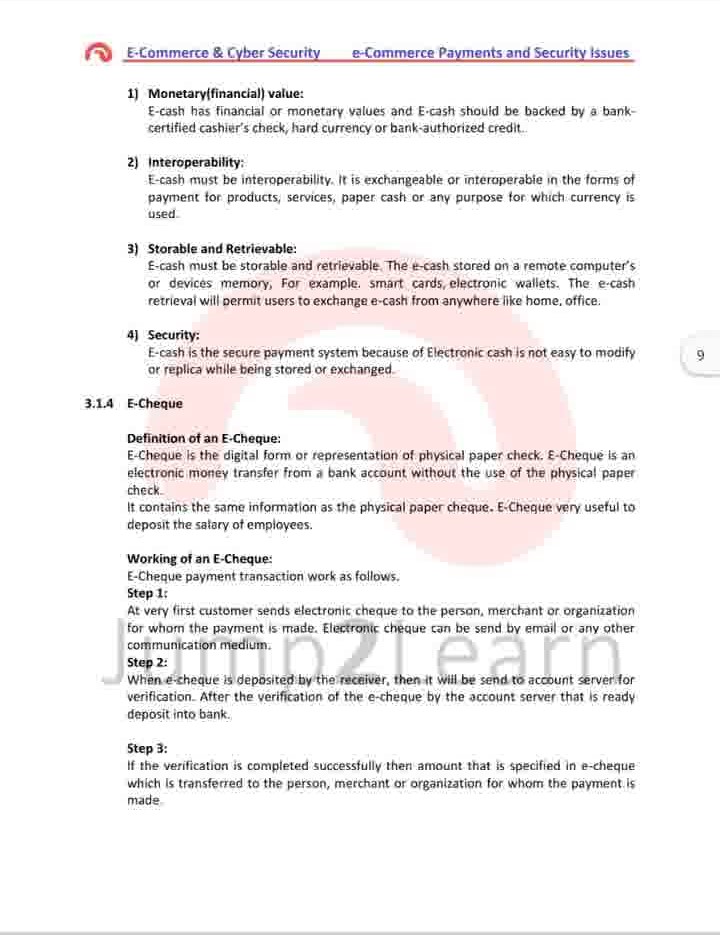 E-Commerce & Cyber Security e-Commerce Payments and Security Issues
1) Monetary(financial) value:
E-cash has financial or monetary values and E-cash should be backed by a bank-
certified cashier's check, hard currency or bank-authorized credit.
2) Interoperability:
E-cash must be interoperability. It is exchangeable or interoperable in the forms of
payment for products, services, paper cash or any purpose for which currency is
used.
3) Storable and Retrievable:
E-cash must be storable and retrievable. The e-cash stored on a remote computer's
or devices memory, For example. smart cards, electronic wallets. The e-cash
retrieval will permit users to exchange e-cash from anywhere like home, office.
4) Security:
E-cash is the secure payment system because of Electronic cash is not easy to modify
or replica while being stored or exchanged.
9
3.1.4 E-Cheque
Definition of an E-Cheque:
E-Cheque is the digital form or representation of physical paper check. E-Cheque is an
electronic money transfer from a bank account without the use of the physical paper
check.
It contains the same information as the physical paper cheque. E-Cheque very useful to
deposit the salary of employees.
Working of an E-Cheque:
E-Cheque payment transaction work as follows.
Step 1:
At very first customer sends electronic cheque to the person, merchant or organization
for whom the payment is made. Electronic cheque can be send by email or any other
communication medium.
Jump2Learn
Step 2:
When e-cheque is deposited by the receiver, then it will be send to account server for
verification. After the verification of the e-cheque by the account server that is ready
deposit into bank.
Step 3:
If the verification is completed successfully then amount that is specified in e-cheque
which is transferred to the person, merchant or organization for whom the payment is
made.